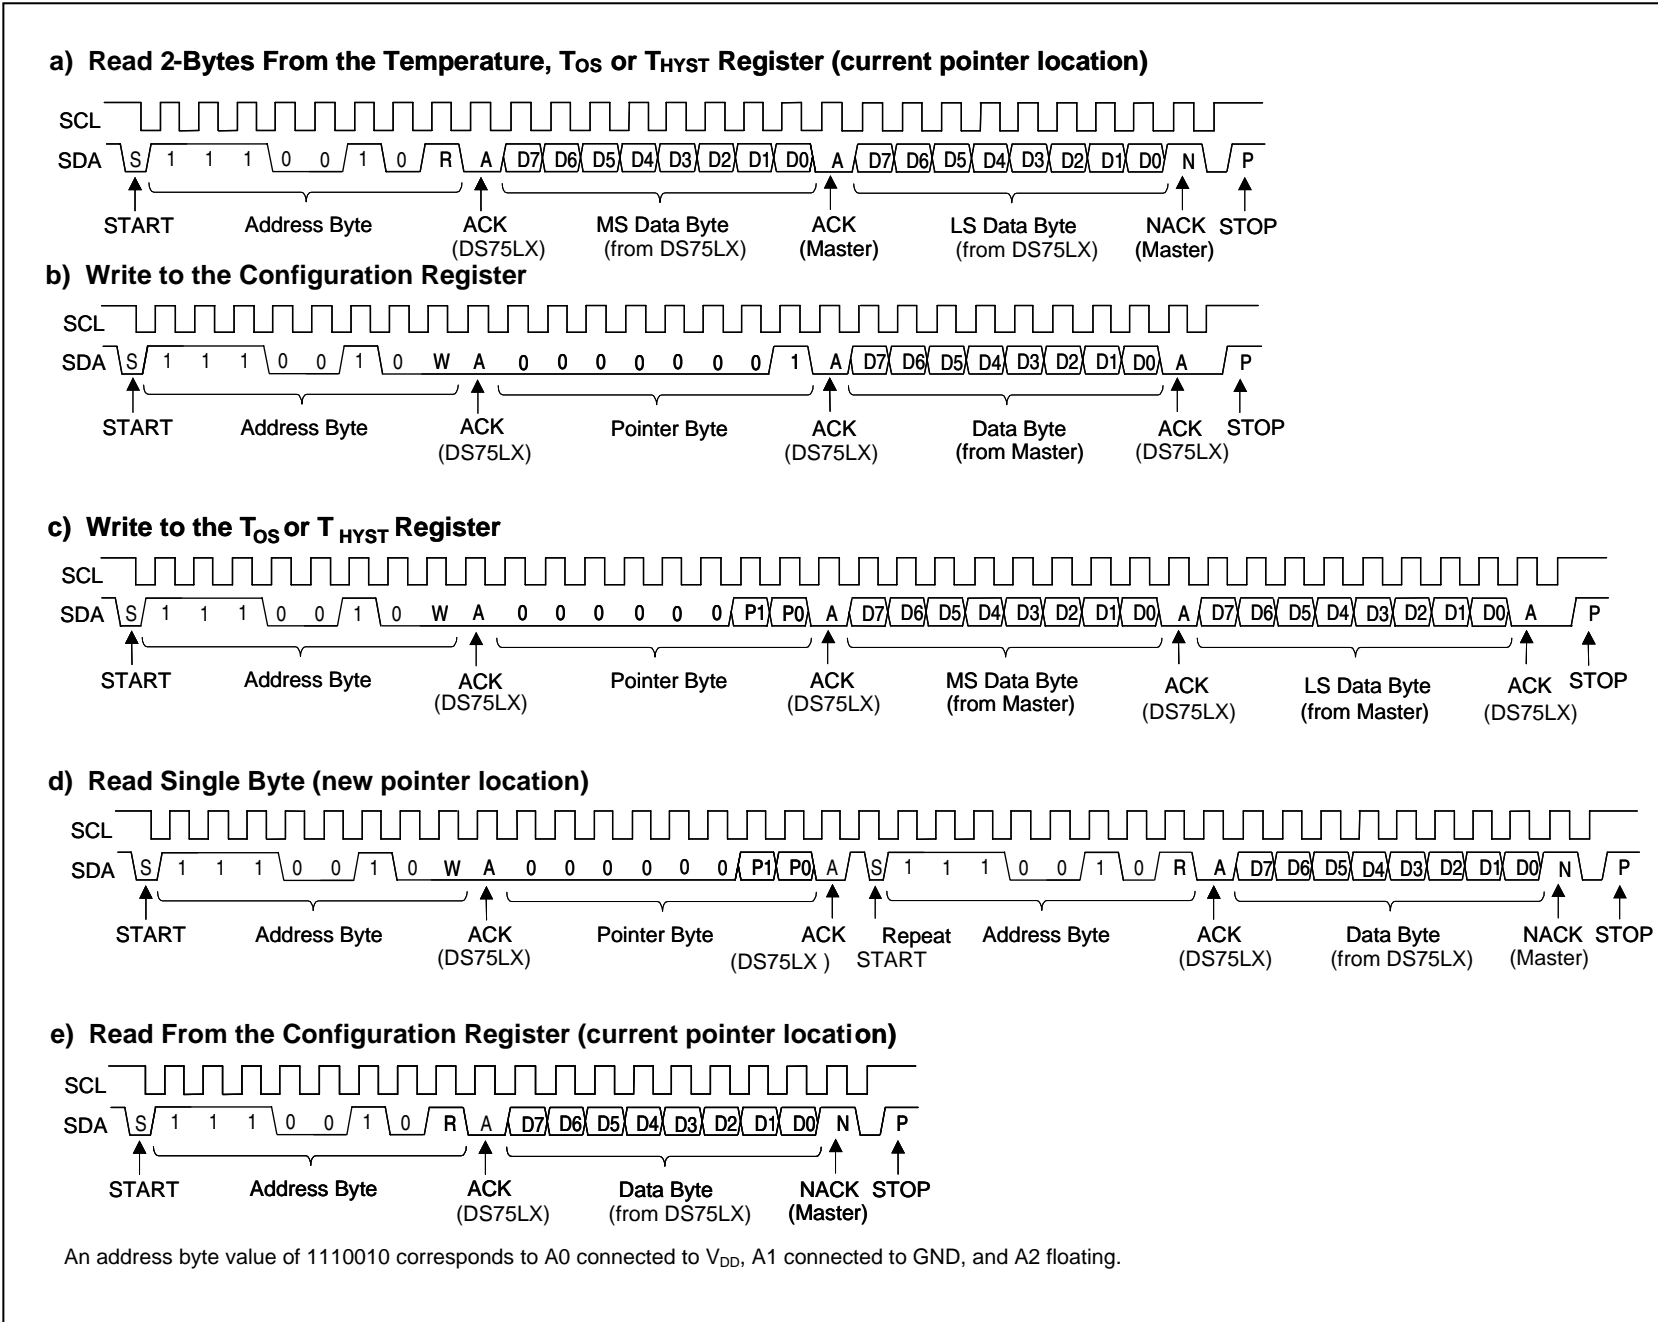 a) Read 2-Bytes From the Temperature, TOS or THYST Register (current pointer location)
SCL
SDA S 1 1 1 0 0 1 0 R A D7 D6 D5 D4 D3 D2 D1 D0 A D7 D6 D5 D4 D3 D2 D1 D0 N P
START Address Byte ACK MS Data Byte ACK LS Data Byte NACK STOP
(DS75LX) (from DS75LX) (Master) (from DS75LX) (Master)
b) Write to the Configuration Register
SCL
SDA S 1 1 1 0 0 1 0 W A 0 0 0 0 0 0 0 1 A D7 D6 D5 D4 D3 D2 D1 D0 A P
START Address Byte ACK Pointer Byte ACK Data Byte ACK STOP
(DS75LX) (DS75LX) (from Master) (DS75LX)
c) Write to the TOS or T HYST Register
SCL
SDA S 1 1 1 0 0 1 0 W A 0 0 0 0 0 0 P1 P0 A D7 D6 D5 D4 D3 D2 D1 D0 A D7 D6 D5 D4 D3 D2 D1 D0 A P
START Address Byte ACK Pointer Byte ACK MS Data Byte ACK LS Data Byte ACK STOP
(DS75LX) (DS75LX) (from Master) (DS75LX) (from Master) (DS75LX)
d) Read Single Byte (new pointer location)
SCL
SDA S 1 1 1 0 0 1 0 W A 0 0 0 0 0 0 P1 P0 A S 1 1 1 0 0 1 0 R A D7 D6 D5 D4 D3 D2 D1 D0 N P
START Address Byte ACK Pointer Byte ACK Repeat Address Byte ACK Data Byte NACK STOP
(DS75LX) (DS75LX ) START (DS75LX) (from DS75LX) (Master)
e) Read From the Configuration Register (current pointer location)
SCL
SDA S 1 1 1 0 0 1 0 R A D7 D6 D5 D4 D3 D2 D1 D0 N P
START Address Byte ACK Data Byte NACK STOP
(DS75LX) (from DS75LX) (Master)
An address byte value of 1110010 corresponds to A0 connected to VDD, A1 connected to GND, and A2 floating.